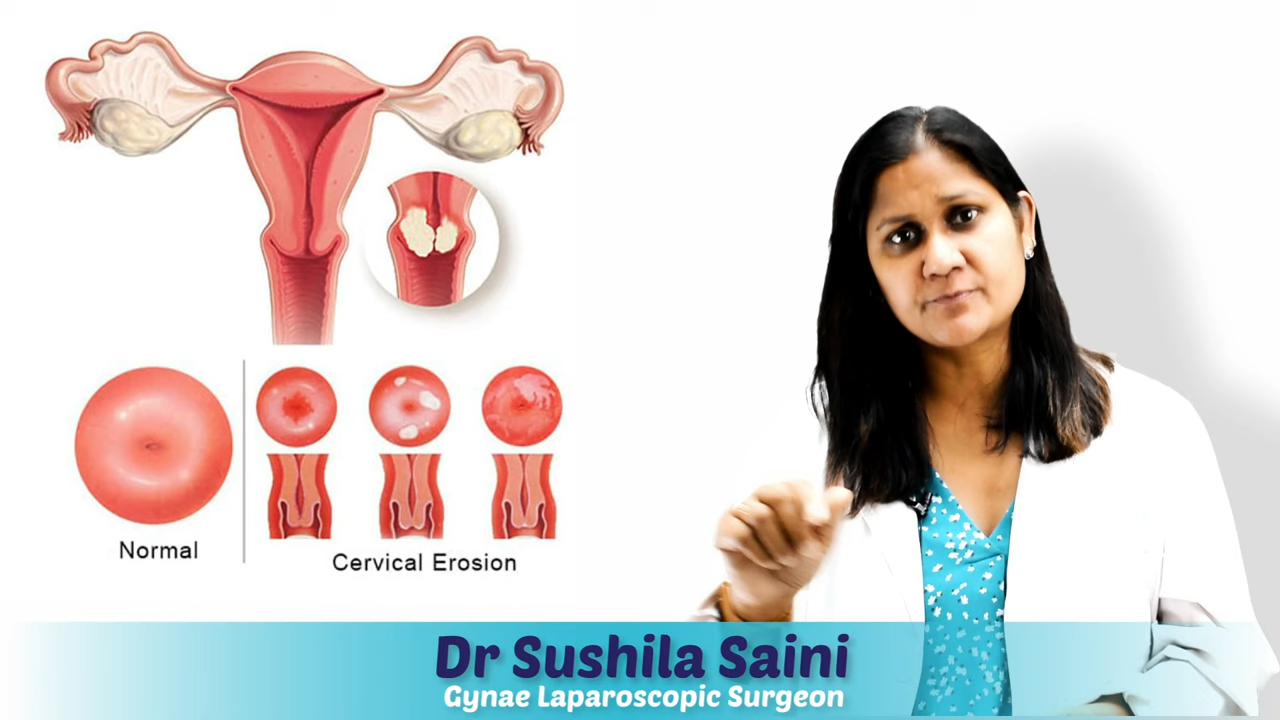 Normal
Cervical Erosion
Dr Sushila Saini
Gynae Laparoscopic Surgeon